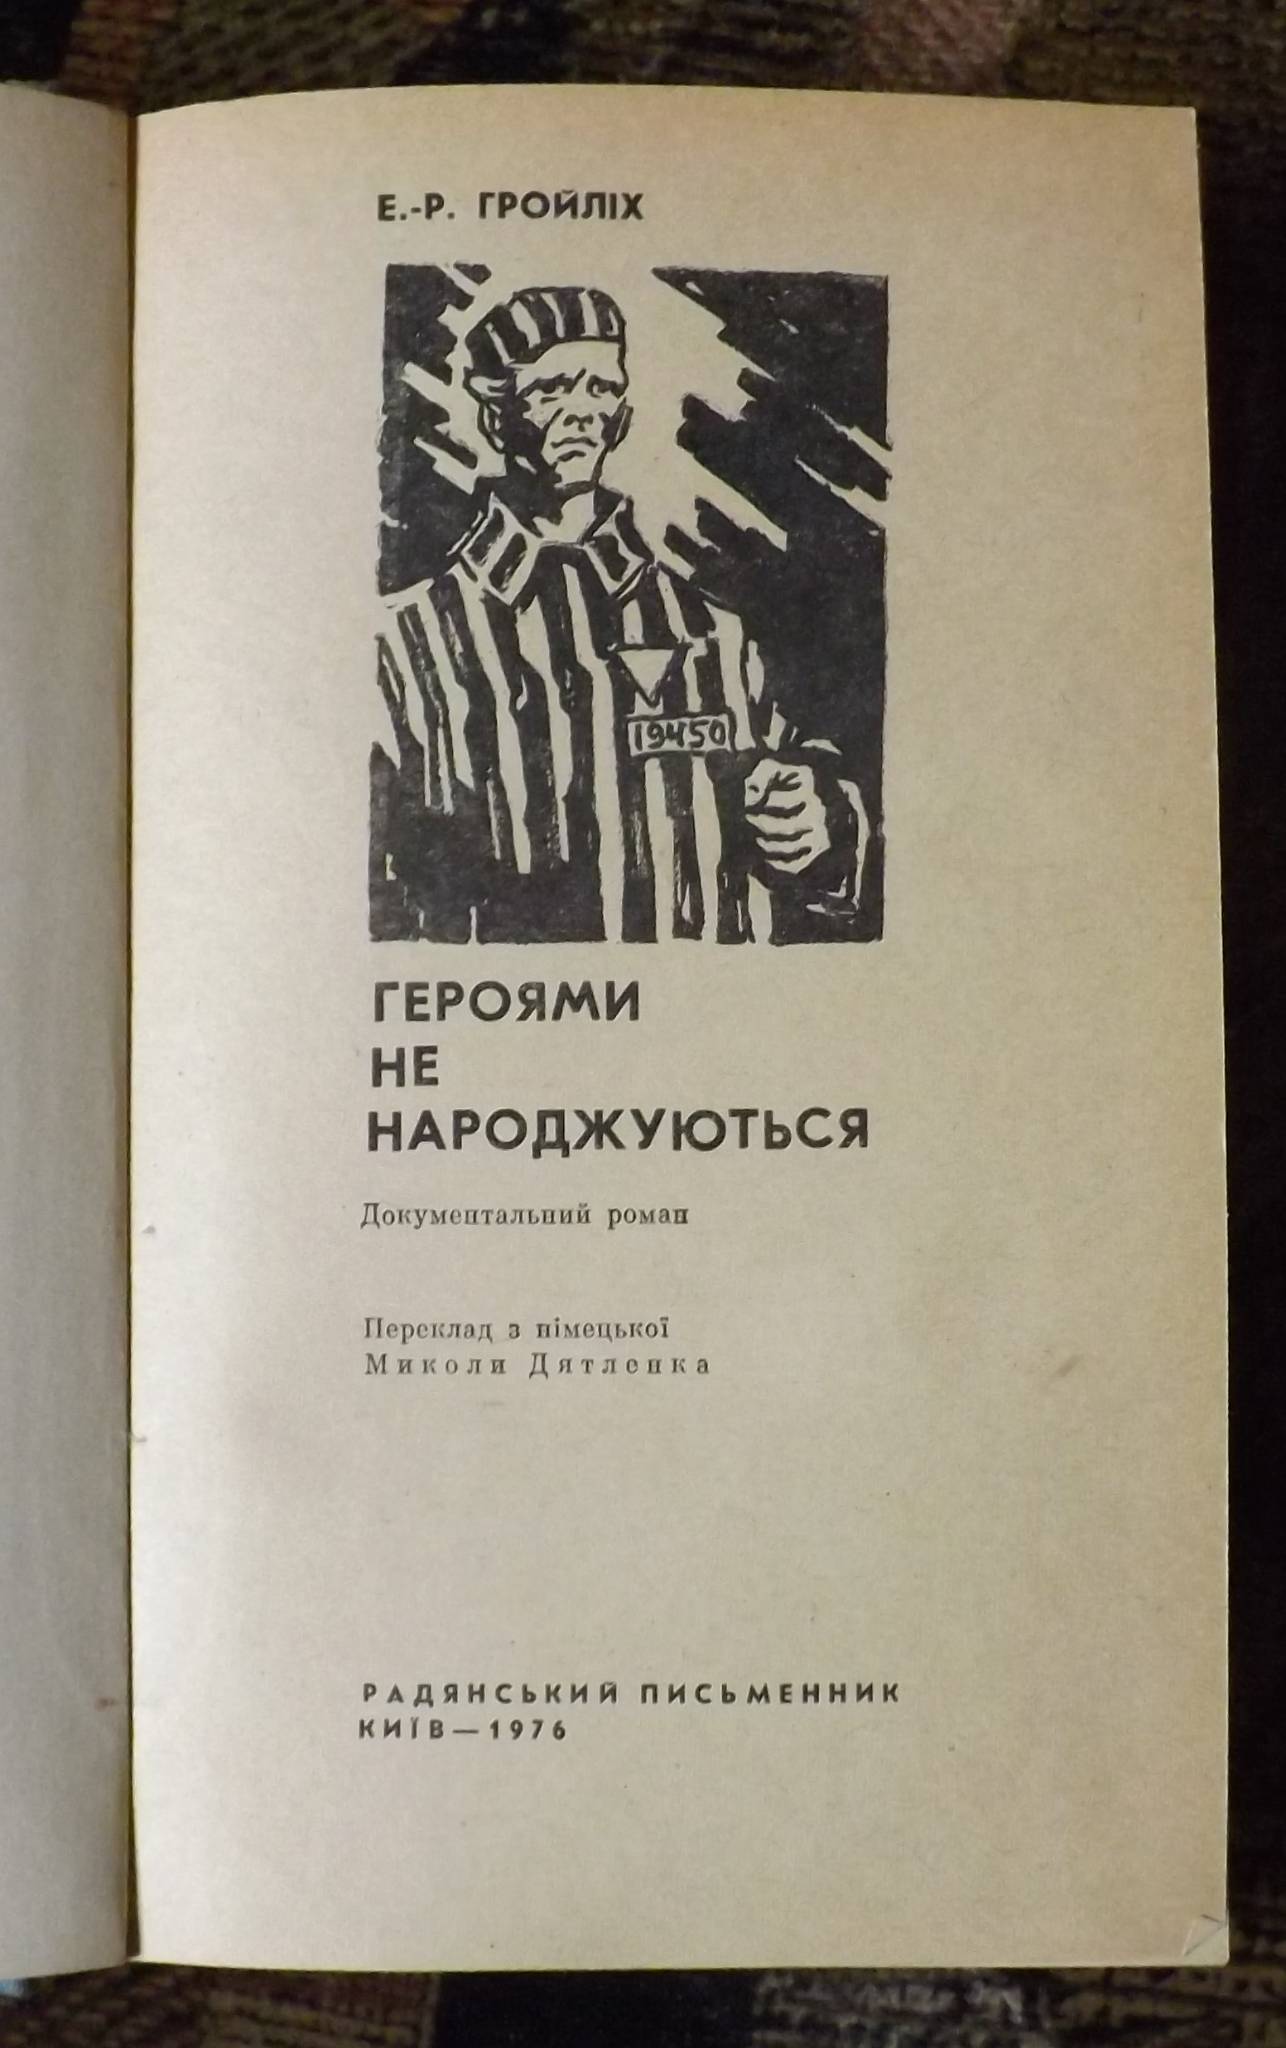 Е.-Р. ГРОЙЛІХ
19450
ГЕРОЯМИ
НЕ
НАРОДЖУЮТЬСЯ
Документальний роман
Переклад з німецької
Миколи Дятленка
РАДЯНСЬКИЙ ПИСЬМЕННИК
КИЇВ — 1976